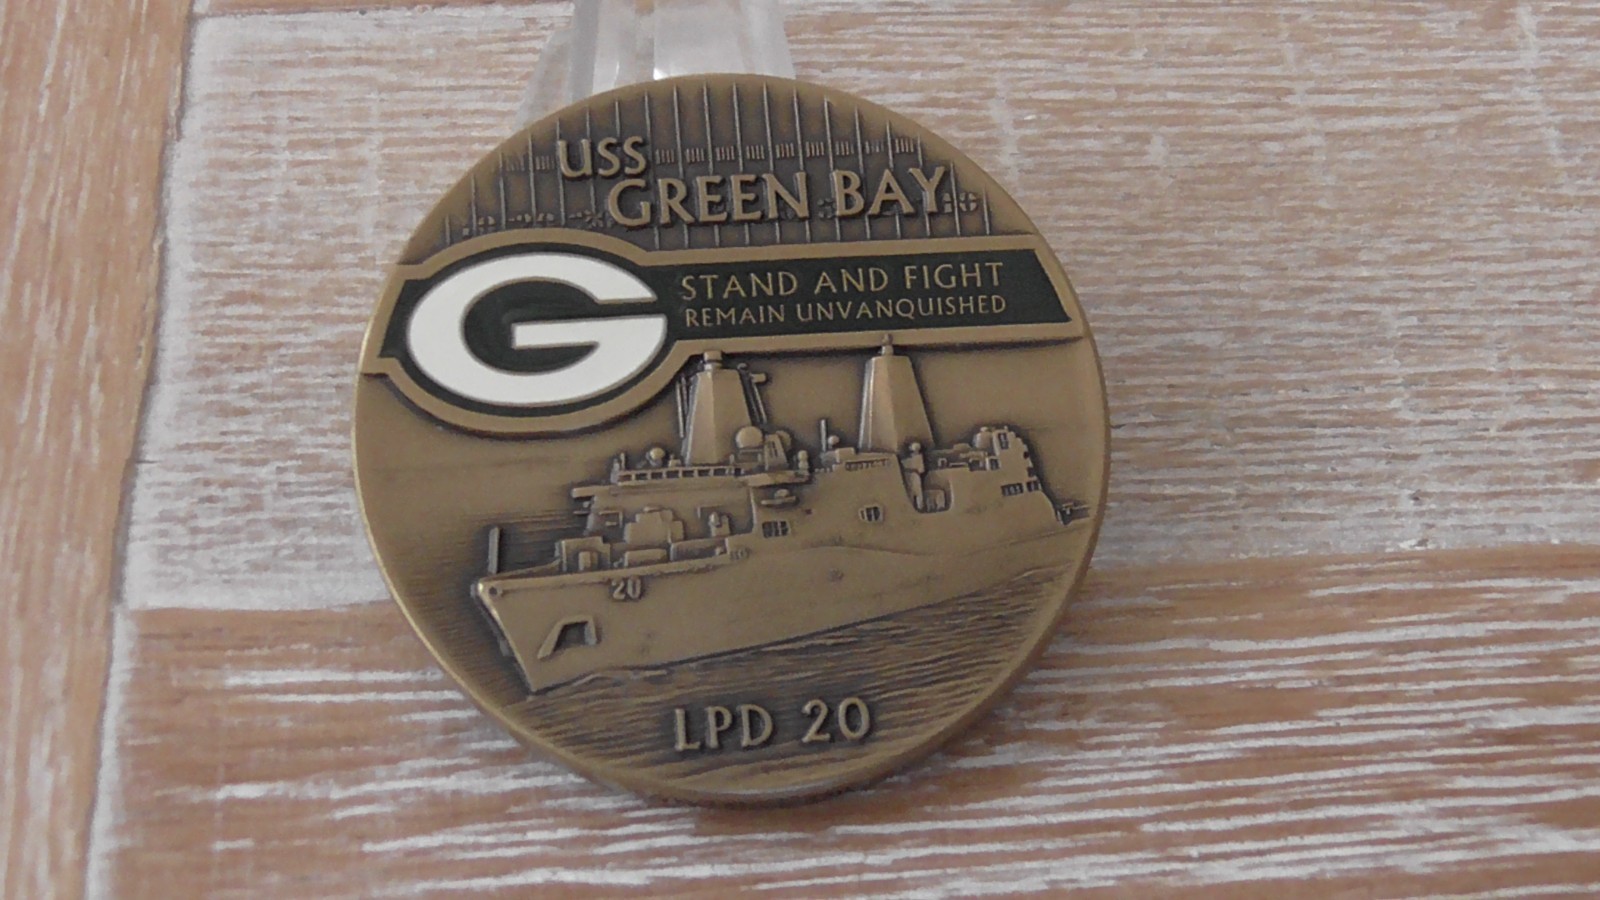 USS
GREEN BAY
G
STAND AND FIGHT
REMAIN UNVANQUISHED
20
LPD 20